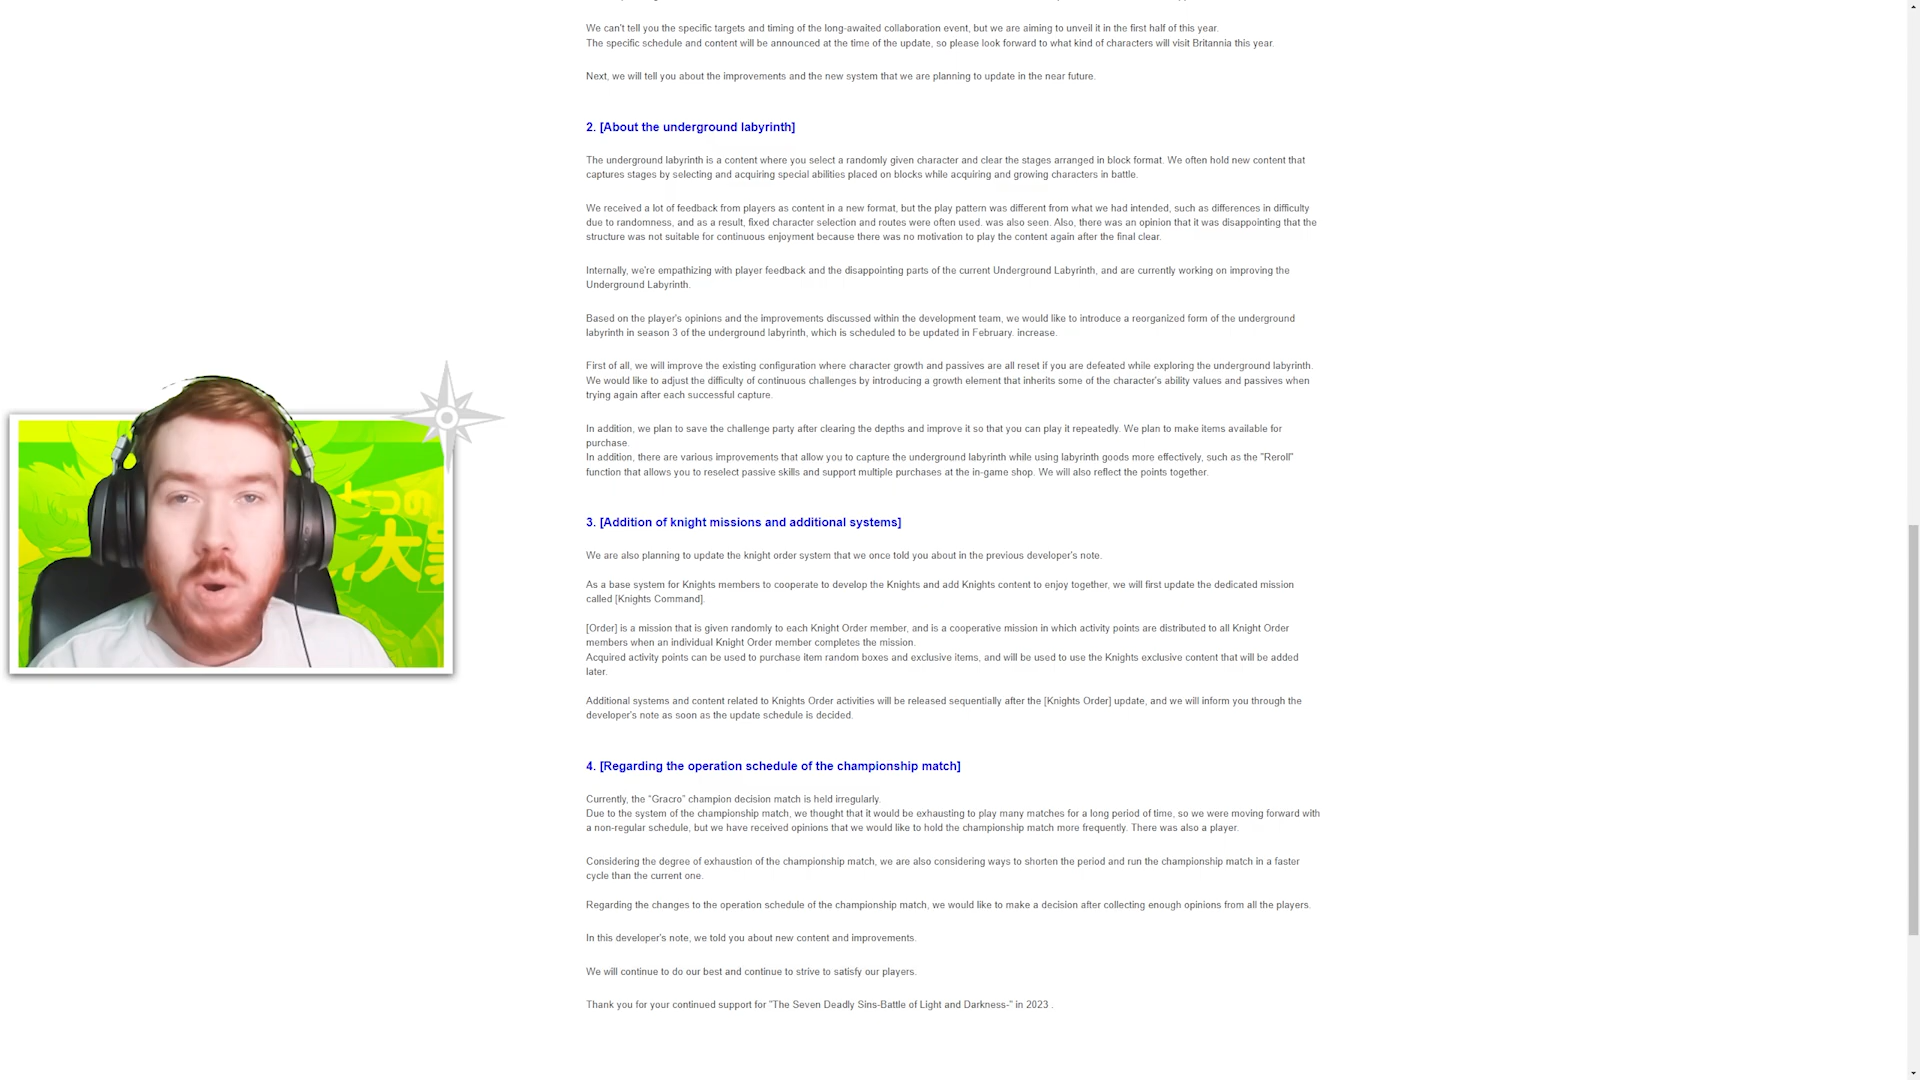 We can't tell you the specific targets and timing of the long-awaited collaboration event, but we are aiming to unveil it in the first half of this year.
The specific schedule and content will be announced at the time of the update, so please look forward to what kind of characters will visit Britannia this year.
Next, we will tell you about the improvements and the new system that we are planning to update in the near future.
2. [About the underground labyrinth]
The underground labyrinth is a content where you select a randomly given character and clear the stages arranged in block format. We often hold new content that
captures stages by selecting and acquiring special abilities placed on blocks while acquiring and growing characters in battle.
We received a lot of feedback from players as content in a new format, but the play pattern was different from what we had intended, such as differences in difficulty
due to randomness, and as a result, fixed character selection and routes were often used. was also seen. Also, there was an opinion that it was disappointing that the
structure was not suitable for continuous enjoyment because there was no motivation to play the content again after the final clear.
Internally, we're empathizing with player feedback and the disappointing parts of the current Underground Labyrinth, and are currently working on improving the
Underground Labyrinth.
Based on the player's opinions and the improvements discussed within the development team, we would like to introduce a reorganized form of the underground
labyrinth in season 3 of the underground labyrinth, which is scheduled to be updated in February. increase.
First of all, we will improve the existing configuration where character growth and passives are all reset if you are defeated while exploring the underground labyrinth.
We would like to adjust the difficulty of continuous challenges by introducing a growth element that inherits some of the character's ability values and passives when
trying again after each successful capture.
In addition, we plan to save the challenge party after clearing the depths and improve it so that you can play it repeatedly. We plan to make items available for
purchase.
In addition, there are various improvements that allow you to capture the underground labyrinth while using labyrinth goods more effectively, such as the "Reroll"
function that allows you to reselect passive skills and support multiple purchases at the in-game shop. We will also reflect the points together.
3. [Addition of knight missions and additional systems]
We are also planning to update the knight order system that we once told you about in the previous developer's note.
As a base system for Knights members to cooperate to develop the Knights and add Knights content to enjoy together, we will first update the dedicated mission
called [Knights Command].
[Order] is a mission that is given randomly to each Knight Order member, and is a cooperative mission in which activity points are distributed to all Knight Order
members when an individual Knight Order member completes the mission.
Acquired activity points can be used to purchase item random boxes and exclusive items, and will be used to use the Knights exclusive content that will be added
later.
Additional systems and content related to Knights Order activities will be released sequentially after the [Knights Order] update, and we will inform you through the
developer's note as soon as the update schedule is decided.
4. [Regarding the operation schedule of the championship match]
Currently, the "Gracro" champion decision match is held irregularly.
Due to the system of the championship match, we thought that it would be exhausting to play many matches for a long period of time, so we were moving forward with
a non-regular schedule, but we have received opinions that we would like to hold the championship match more frequently. There was also a player.
Considering the degree of exhaustion of the championship match, we are also considering ways to shorten the period and run the championship match in a faster
cycle than the current one.
Regarding the changes to the operation schedule of the championship match, we would like to make a decision after collecting enough opinions from all the players.
In this developer's note, we told you about new content and improvements.
We will continue to do our best and continue to strive to satisfy our players.
Thank you for your continued support for "The Seven Deadly Sins-Battle of Light and Darkness-" in 2023 .
つの
大